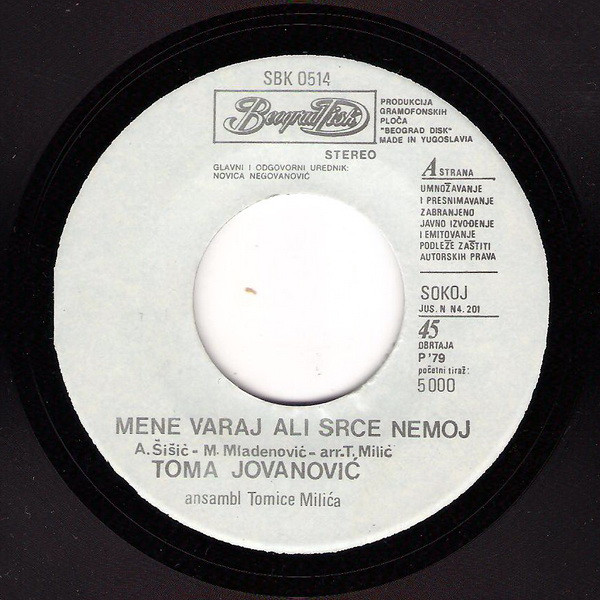 SBK 0514
Beograd Disk
PRODUKCIJA
GRAMOFONSKIH
PLOČA
"BEOGRAD DISK"
MADE IN YUGOSLAVIA
STEREO
GLAVNI I ODGOVORNI UREDNIK:
NOVICA NEGOVANOVIĆ
A STRANA
UMNOŽAVANJE
I PRESNIMAVANJE
ZABRANJENO
JAVNO IZVOĐENJE
I EMITOVANJE
PODLEŽE ZAŠTITI
AUTORSKIH PRAVA
SOKOJ
JUS. N N4. 201
45
OBRTAJA
P '79
početni tiraž:
5000
MENE VARAJ ALI SRCE NEMOJ
A. Šišić - M. Mladenović - arr. T. Milić
TOMA JOVANOVIĆ
ansambl Tomice Milića